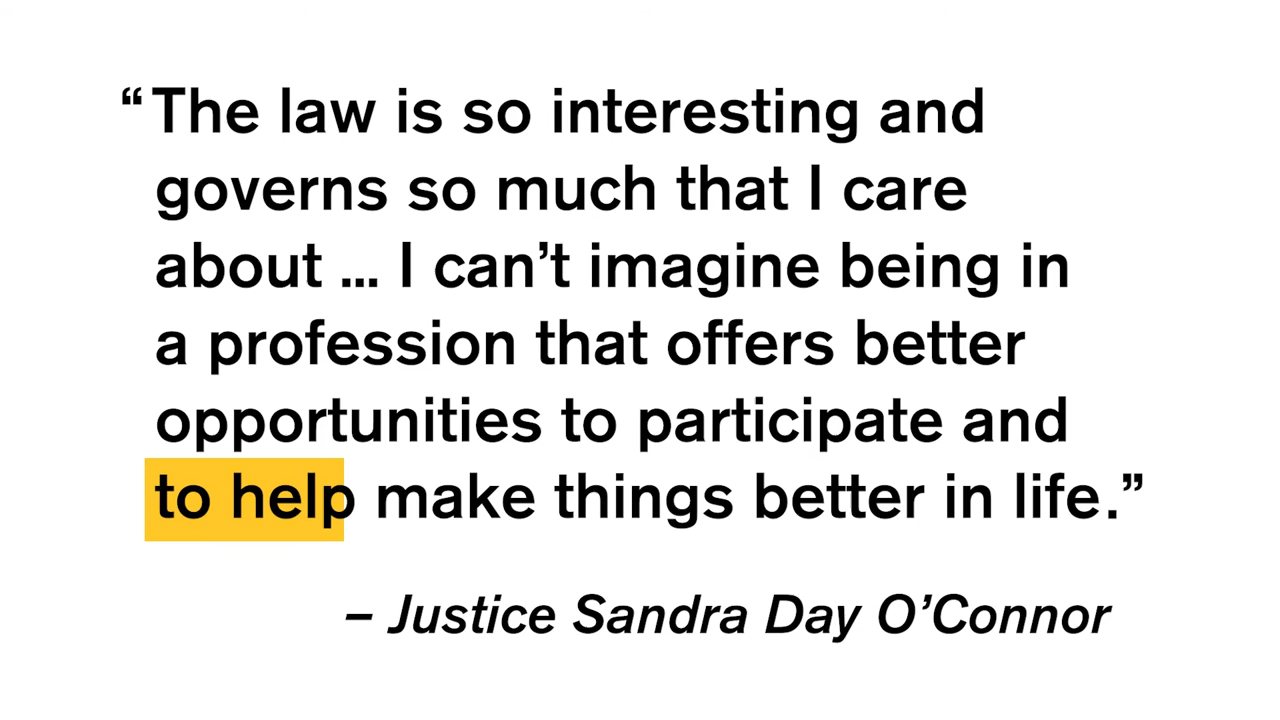 “The law is so interesting and
governs so much that I care
about ... I can’t imagine being in
a profession that offers better
opportunities to participate and
to help make things better in life.”
– Justice Sandra Day O’Connor